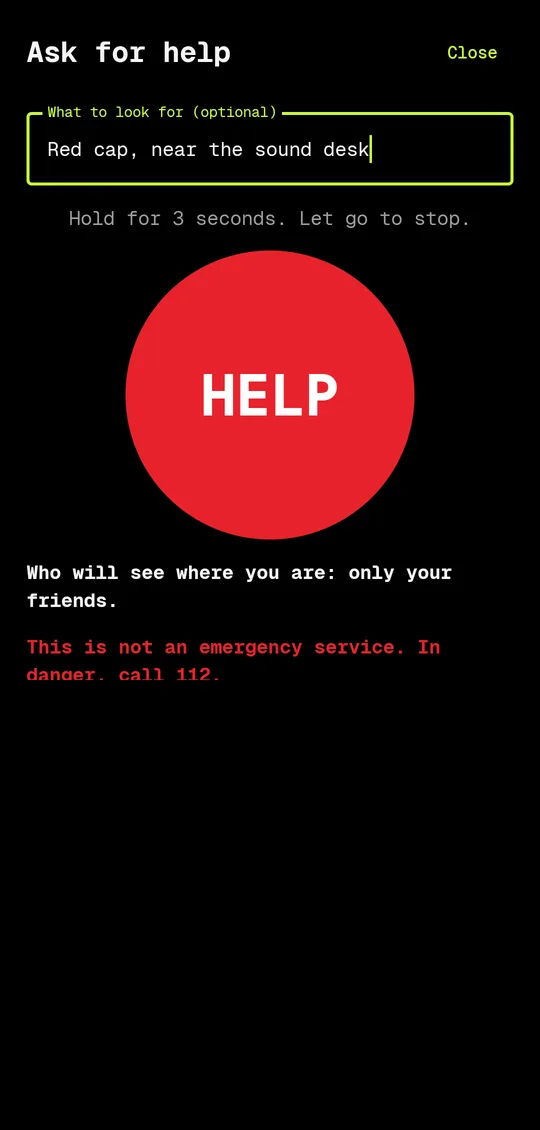 Ask for help
Close
What to look for (optional)
Red cap, near the sound desk
Hold for 3 seconds. Let go to stop.
HELP
Who will see where you are: only your
friends.
This is not an emergency service. In
danger, call 112.